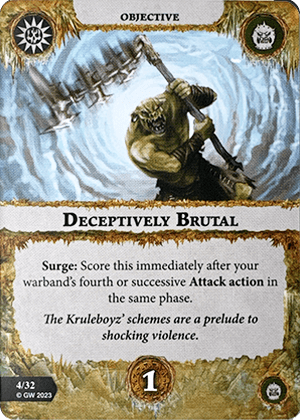 OBJECTIVE
DECEPTIVELY BRUTAL
Surge: Score this immediately after your
warband's fourth or successive Attack action in
the same phase.
The Kruleboyz' schemes are a prelude to
shocking violence.
4/32
© GW 2023
1